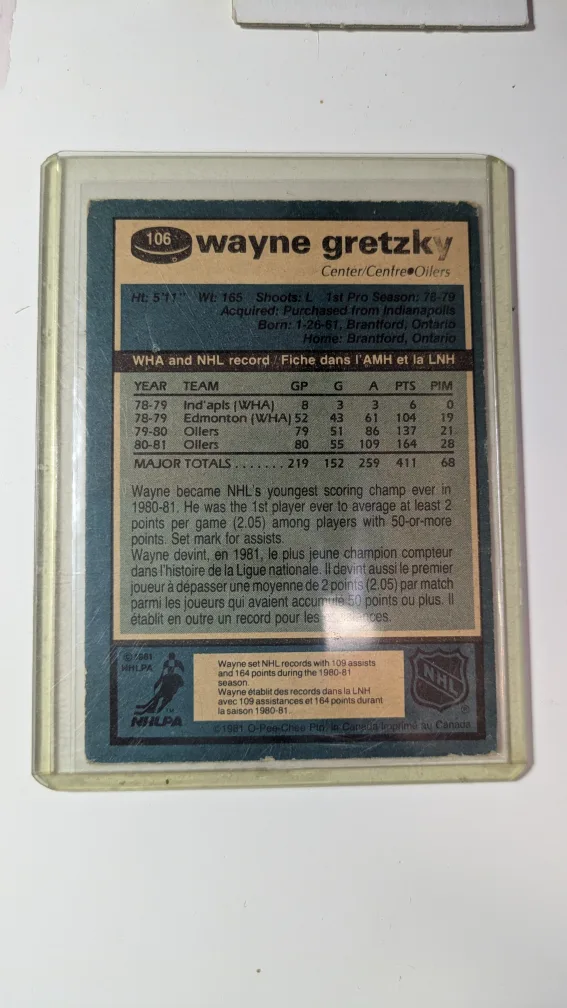 106 wayne gretzky
Center/Centre•Oilers
Ht: 5'11" Wt: 165 Shoots: L 1st Pro Season: 78-79
Acquired: Purchased from Indianapolis
Born: 1-26-61, Brantford, Ontario
Home: Brantford, Ontario
WHA and NHL record / Fiche dans l'AMH et la LNH
YEAR TEAM GP G A PTS PIM
78-79 Ind'apls (WHA) 8 3 3 6 0
78-79 Edmonton (WHA) 52 43 61 104 19
79-80 Oilers 79 51 86 137 21
80-81 Oilers 80 55 109 164 28
MAJOR TOTALS ....... 219 152 259 411 68
Wayne became NHL's youngest scoring champ ever in
1980-81. He was the 1st player ever to average at least 2
points per game (2.05) among players with 50-or-more
points. Set mark for assists.
Wayne devint, en 1981, le plus jeune champion compteur
dans l'histoire de la Ligue nationale. Il devint aussi le premier
joueur à dépasser une moyenne de 2 points (2.05) par match
parmi les joueurs qui avaient accumulé 50 points ou plus. Il
établit en outre un record pour les
©1981
NHLPA
NHLPA
TM
Wayne set NHL records with 109 assists
and 164 points during the 1980-81
season.
Wayne établit des records dans la LNH
avec 109 assistances et 164 points durant
la saison 1980-81.
NHL
®
©1981 O-Pee-Chee Ptd. in Canada-Imprimé au Canada